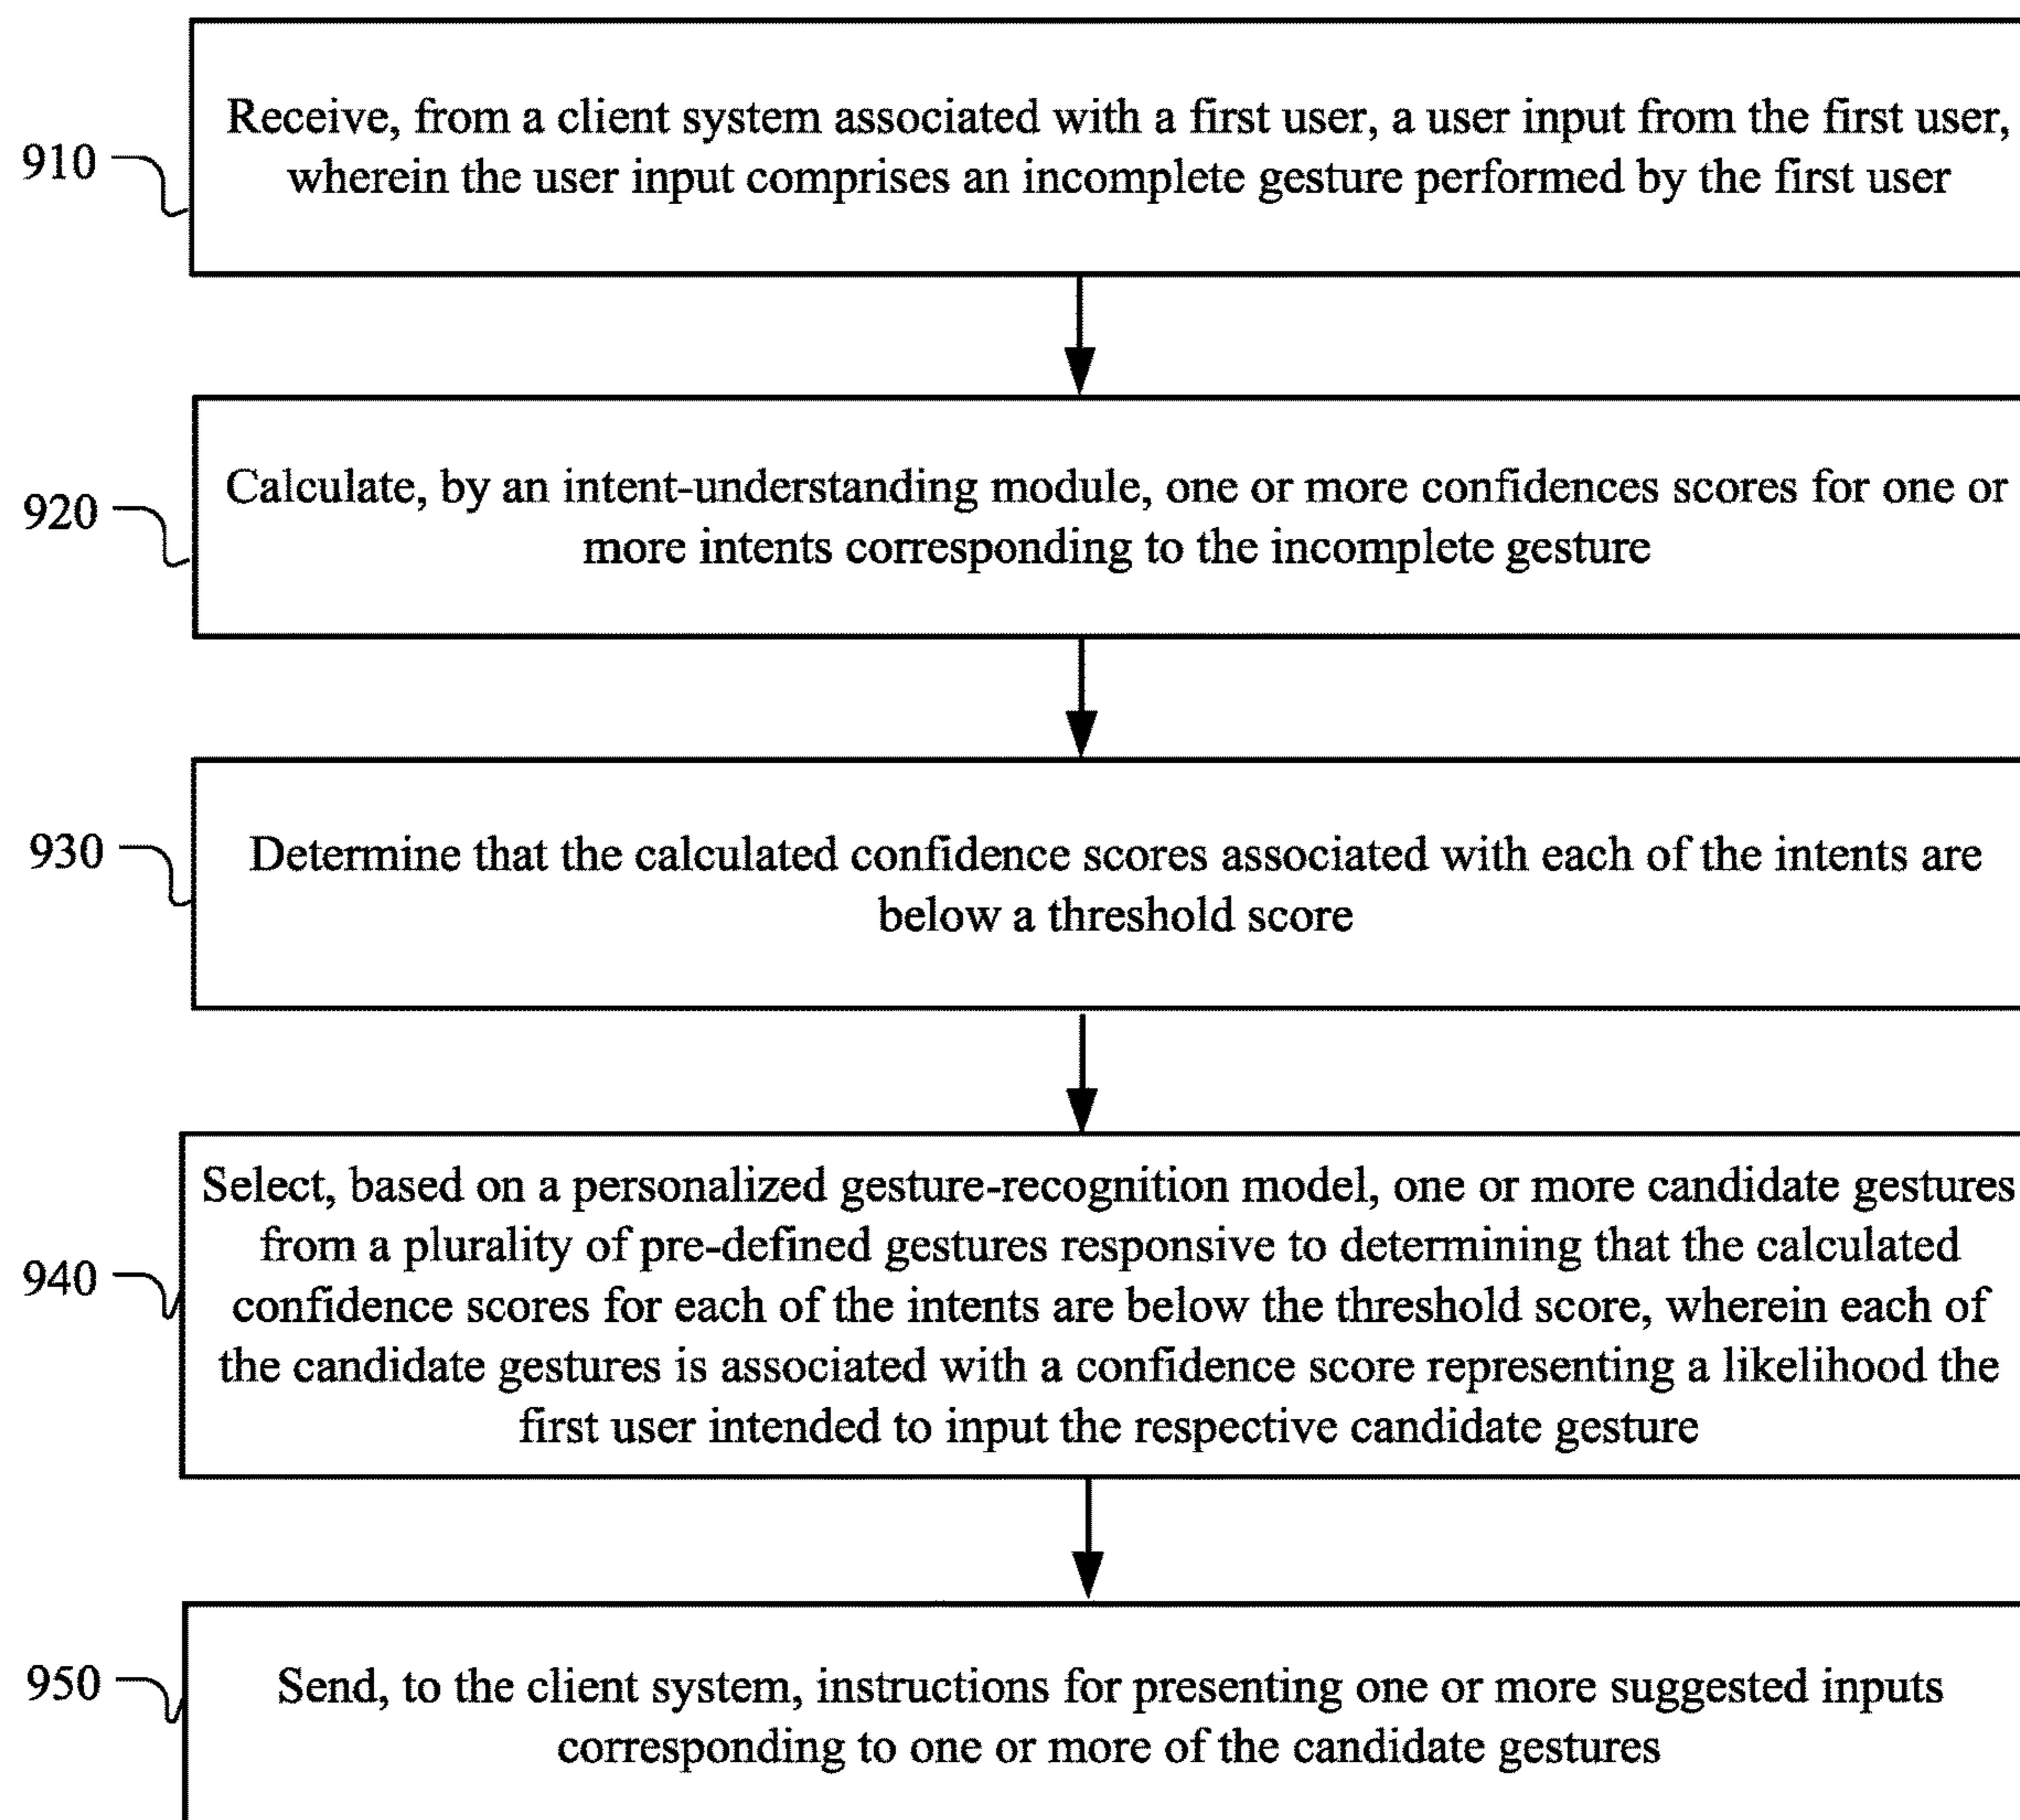 910
Receive, from a client system associated with a first user, a user input from the first user,
wherein the user input comprises an incomplete gesture performed by the first user
920
Calculate, by an intent-understanding module, one or more confidences scores for one or
more intents corresponding to the incomplete gesture
930
Determine that the calculated confidence scores associated with each of the intents are
below a threshold score
940
Select, based on a personalized gesture-recognition model, one or more candidate gestures
from a plurality of pre-defined gestures responsive to determining that the calculated
confidence scores for each of the intents are below the threshold score, wherein each of
the candidate gestures is associated with a confidence score representing a likelihood the
first user intended to input the respective candidate gesture
950
Send, to the client system, instructions for presenting one or more suggested inputs
corresponding to one or more of the candidate gestures